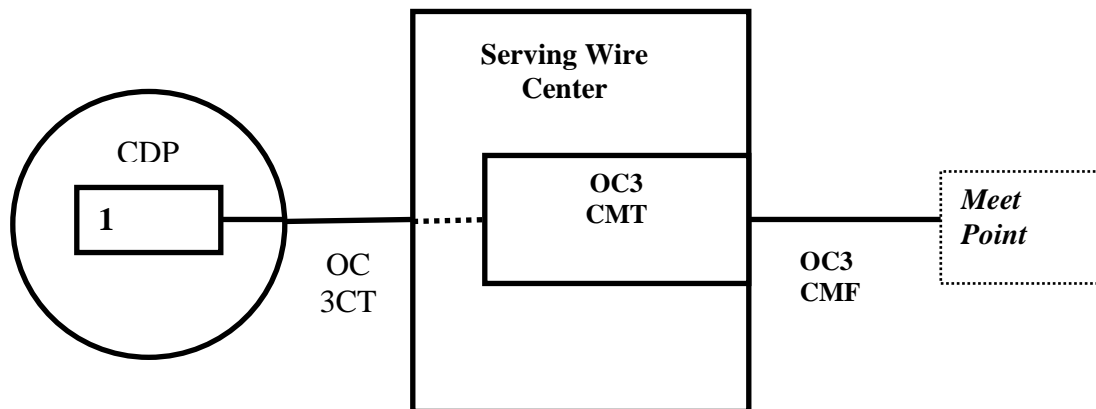 Serving Wire
Center
CDP
1
OC
3CT
OC3
CMT
OC3
CMF
Meet
Point